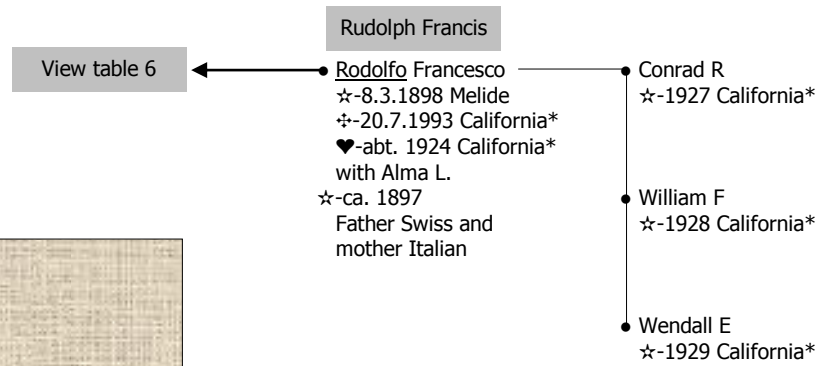 Rudolph Francis
View table 6
Rodolfo Francesco
☆-8.3.1898 Melide
✣-20.7.1993 California*
♥-abt. 1924 California*
with Alma L.
☆-ca. 1897
Father Swiss and
mother Italian
Conrad R
☆-1927 California*
William F
☆-1928 California*
Wendall E
☆-1929 California*